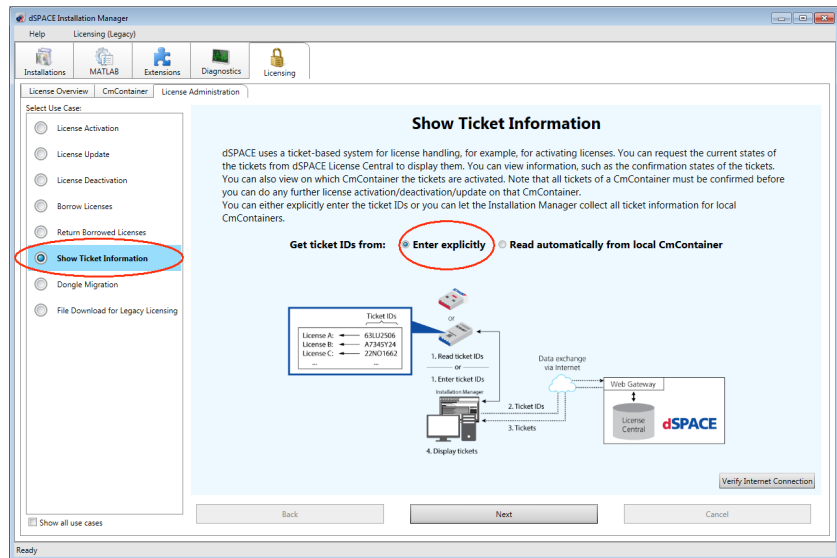 dSPACE Installation Manager
Help Licensing (Legacy)
Installations MATLAB Extensions Diagnostics Licensing
License Overview CmContainer License Administration
Select Use Case:
License Activation
License Update
License Deactivation
Borrow Licenses
Return Borrowed Licenses
Show Ticket Information
Dongle Migration
File Download for Legacy Licensing
Show all use cases
Show Ticket Information
dSPACE uses a ticket-based system for license handling, for example, for activating licenses. You can request the current states of
the tickets from dSPACE License Central to display them. You can view information, such as the confirmation states of the tickets.
You can also view on which CmContainer the tickets are activated. Note that all tickets of a CmContainer must be confirmed before
you can do any further license activation/deactivation/update on that CmContainer.
You can either explicitly enter the ticket IDs or you can let the Installation Manager collect all ticket information for local
CmContainers.
Get ticket IDs from: Enter explicitly Read automatically from local CmContainer
Ticket IDs
License A: 63LU2506
License B: A7345Y24
License C: 22NO1662
... ...
or
1. Read ticket IDs
or
1. Enter ticket IDs
Installation Manager
4. Display tickets
2. Ticket IDs
3. Tickets
Data exchange
via Internet
Web Gateway
License
Central
dSPACE
Verify Internet Connection
Back Next Cancel
Ready